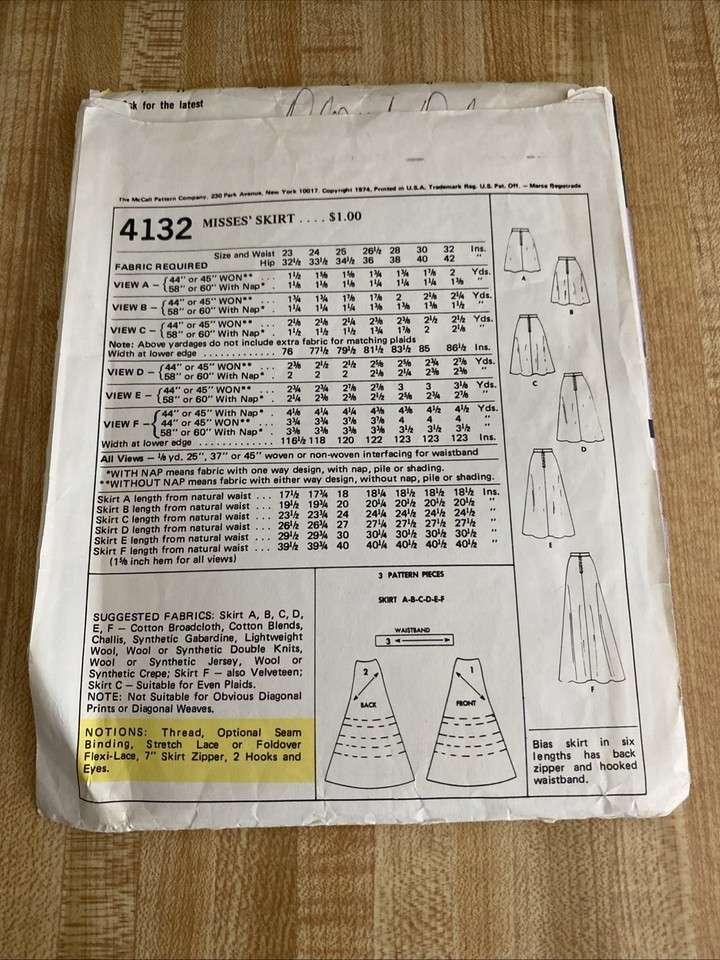 sk for the latest
The McCall Pattern Company, 230 Park Avenue, New York 10017. Copyright 1974, Printed in U.S.A. Trademark Reg. U.S. Pat. Off. – Marca Registrada
4132 MISSES' SKIRT .... $1.00
Size and Waist 23 24 25 26½ 28 30 32 Ins.
FABRIC REQUIRED Hip 32½ 33½ 34½ 36 38 40 42 "
VIEW A – {44" or 45" WON** ... 1½ 1⅝ 1⅝ 1¾ 1¾ 1⅞ 2 Yds.
58" or 60" With Nap* . 1⅛ 1⅛ 1⅛ 1¼ 1¼ 1¼ 1⅜ "
VIEW B – {44" or 45" WON** ... 1¾ 1¾ 1⅞ 1⅞ 2 2⅛ 2¼ Yds.
58" or 60" With Nap* . 1¼ 1¼ 1¼ 1⅜ 1⅜ 1⅜ 1½ "
VIEW C – {44" or 45" WON** ... 2⅛ 2⅛ 2¼ 2⅜ 2⅜ 2½ 2½ Yds.
58" or 60" With Nap* . 1½ 1½ 1½ 1¾ 1⅞ 2 2⅛ "
Note: Above yardages do not include extra fabric for matching plaids
Width at lower edge ............. 76 77½ 79½ 81½ 83½ 85 86½ Ins.
VIEW D – {44" or 45" WON** ... 2⅜ 2½ 2½ 2⅝ 2⅝ 2¾ 2⅞ Yds.
58" or 60" With Nap* . 2 2 2 2¼ 2¼ 2⅜ 2⅜ "
VIEW E – {44" or 45" WON** ... 2¾ 2¾ 2⅞ 2⅞ 3 3 3⅛ Yds.
58" or 60" With Nap* . 2¼ 2⅜ 2⅜ 2⅜ 2⅝ 2¾ 2⅞ "
VIEW F – {44" or 45" With Nap* . 4⅛ 4¼ 4¼ 4⅜ 4⅜ 4½ 4½ Yds.
44" or 45" WON** ... 3¾ 3¾ 3⅞ 3⅞ 4 4 4 "
58" or 60" With Nap* . 3⅜ 3⅜ 3⅜ 3⅜ 3½ 3½ 3½ "
Width at lower edge ............. 116½ 118 120 122 123 123 123 Ins.
All Views – ⅛ yd. 25", 37" or 45" woven or non-woven interfacing for waistband
*WITH NAP means fabric with one way design, with nap, pile or shading.
**WITHOUT NAP means fabric with either way design, without nap, pile or shading.
Skirt A length from natural waist ... 17½ 17¾ 18 18¼ 18½ 18½ 18½ Ins.
Skirt B length from natural waist ... 19½ 19¾ 20 20¼ 20½ 20½ 20½ "
Skirt C length from natural waist ... 23½ 23¾ 24 24¼ 24½ 24½ 24½ "
Skirt D length from natural waist ... 26½ 26¾ 27 27¼ 27½ 27½ 27½ "
Skirt E length from natural waist ... 29½ 29¾ 30 30¼ 30½ 30½ 30½ "
Skirt F length from natural waist ... 39½ 39¾ 40 40¼ 40½ 40½ 40½ "
(1⅝ inch hem for all views)
SUGGESTED FABRICS: Skirt A, B, C, D,
E, F – Cotton Broadcloth, Cotton Blends,
Challis, Synthetic Gabardine, Lightweight
Wool, Wool or Synthetic Double Knits,
Wool or Synthetic Jersey, Wool or
Synthetic Crepe; Skirt F – also Velveteen;
Skirt C – Suitable for Even Plaids.
NOTE: Not Suitable for Obvious Diagonal
Prints or Diagonal Weaves.
NOTIONS: Thread, Optional Seam
Binding, Stretch Lace or Foldover
Flexi-Lace, 7" Skirt Zipper, 2 Hooks and
Eyes.
3 PATTERN PIECES
SKIRT A-B-C-D-E-F
WAISTBAND
3
2
BACK
1
FRONT
A
B
C
D
E
F
Bias skirt in six
lengths has back
zipper and hooked
waistband.